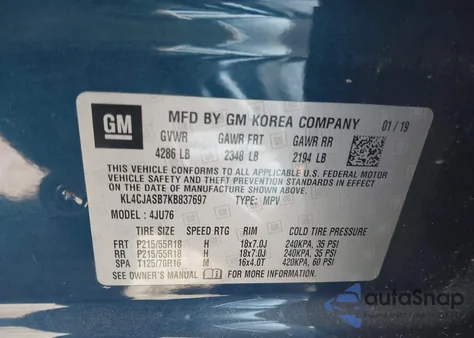 GM
MFD BY GM KOREA COMPANY 01 / 19
GVWR GAWR FRT GAWR RR
4286 LB 2348 LB 2194 LB
THIS VEHICLE CONFORMS TO ALL APPLICABLE U.S. FEDERAL MOTOR
VEHICLE SAFETY AND THEFT PREVENTION STANDARDS IN EFFECT
ON THE DATE OF MANUFACTURE SHOWN ABOVE.
KL4CJASB7KB837697 TYPE: MPV
MODEL: 4JU76
TIRE SIZE SPEED RTG RIM COLD TIRE PRESSURE
FRT P215/55R18 H 18x7.0J 240KPA, 35 PSI
RR P215/55R18 H 18x7.0J 240KPA, 35 PSI
SPA T125/70R16 M 16x4.0T 420KPA, 60 PSI
SEE OWNER'S MANUAL FOR MORE INFORMATION.
autoSnap